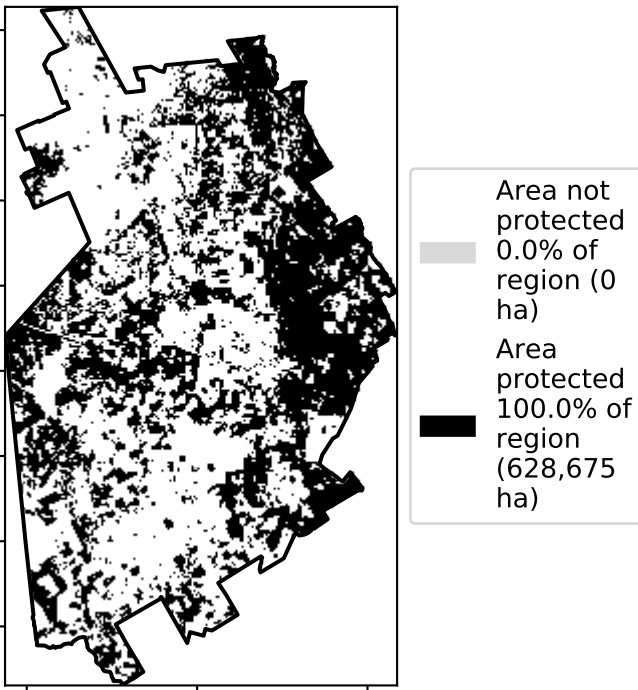 Area not
protected
0.0% of
region (0
ha)
Area
protected
100.0% of
region
(628,675
ha)